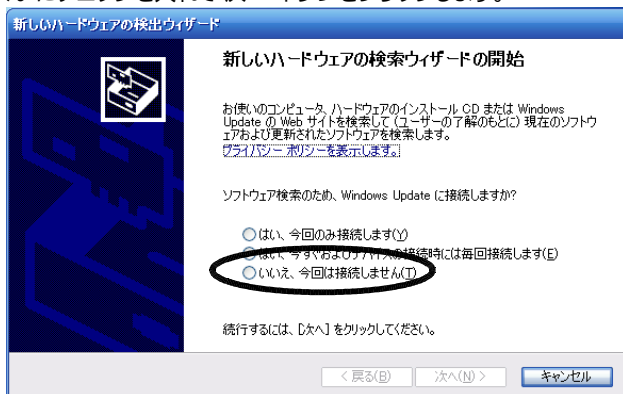 新しいハードウェアの検出ウィザード
新しいハードウェアの検索ウィザードの開始
お使いのコンピュータ、ハードウェアのインストール CD または Windows
Update の Web サイトを検索して (ユーザーの了解のもとに) 現在のソフトウ
ェアおよび更新されたソフトウェアを検索します。
プライバシー ポリシーを表示します。
ソフトウェア検索のため、Windows Update に接続しますか?
はい、今回のみ接続します(Y)
はい、今すぐおよびデバイスの接続時には毎回接続します(E)
いいえ、今回は接続しません(T)
続行するには、[次へ] をクリックしてください。
< 戻る(B)
次へ(N) >
キャンセル